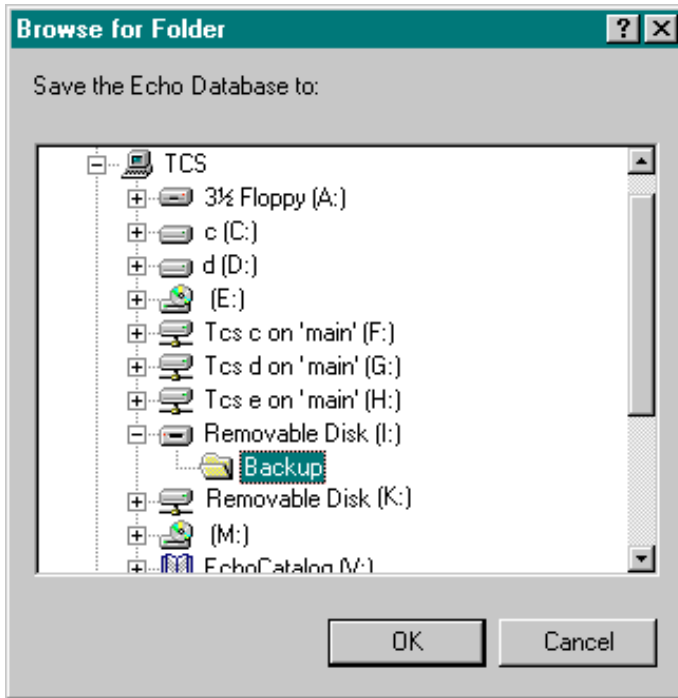 Browse for Folder
Save the Echo Database to:
TCS
3½ Floppy (A:)
c (C:)
d (D:)
(E:)
Tcs c on 'main' (F:)
Tcs d on 'main' (G:)
Tcs e on 'main' (H:)
Removable Disk (I:)
Backup
Removable Disk (K:)
(M:)
EchoCatalog (V:)
OK Cancel